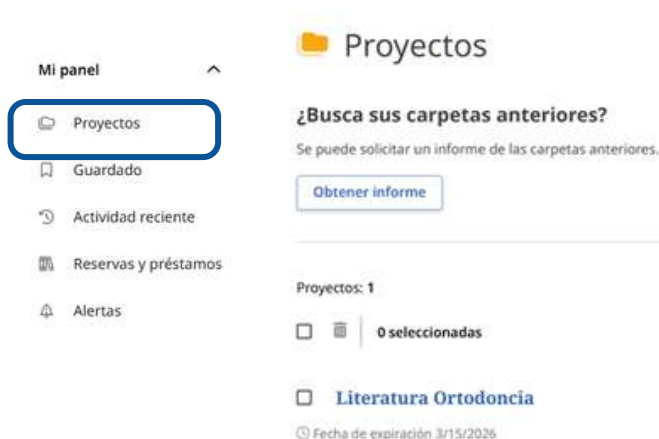 Mi panel
Proyectos
Guardado
Actividad reciente
Reservas y préstamos
Alertas
Proyectos
¿Busca sus carpetas anteriores?
Se puede solicitar un informe de las carpetas anteriores.
Obtener informe
Proyectos: 1
0 seleccionadas
Literatura Ortodoncia
Fecha de expiración 3/15/2026